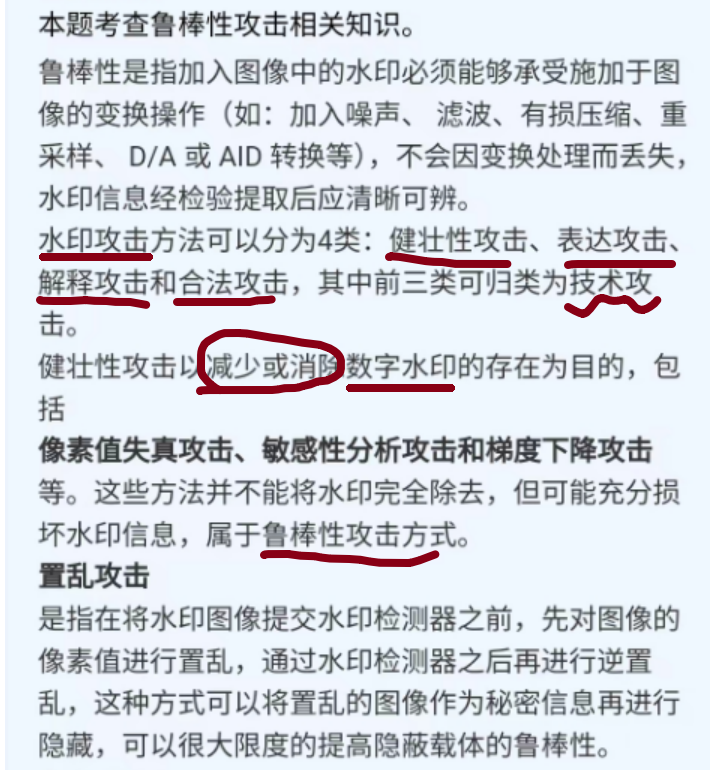 本题考查鲁棒性攻击相关知识。
鲁棒性是指加入图像中的水印必须能够承受施加于图
像的变换操作（如：加入噪声、 滤波、有损压缩、重
采样、 D/A 或 AID 转换等），不会因变换处理而丢失，
水印信息经检验提取后应清晰可辨。
水印攻击方法可以分为4类：健壮性攻击、表达攻击、
解释攻击和合法攻击，其中前三类可归类为技术攻
击。
健壮性攻击以减少或消除数字水印的存在为目的，包
括
像素值失真攻击、敏感性分析攻击和梯度下降攻击
等。这些方法并不能将水印完全除去，但可能充分损
坏水印信息，属于鲁棒性攻击方式。
置乱攻击
是指在将水印图像提交水印检测器之前，先对图像的
像素值进行置乱，通过水印检测器之后再进行逆置
乱，这种方式可以将置乱的图像作为秘密信息再进行
隐藏，可以很大限度的提高隐蔽载体的鲁棒性。